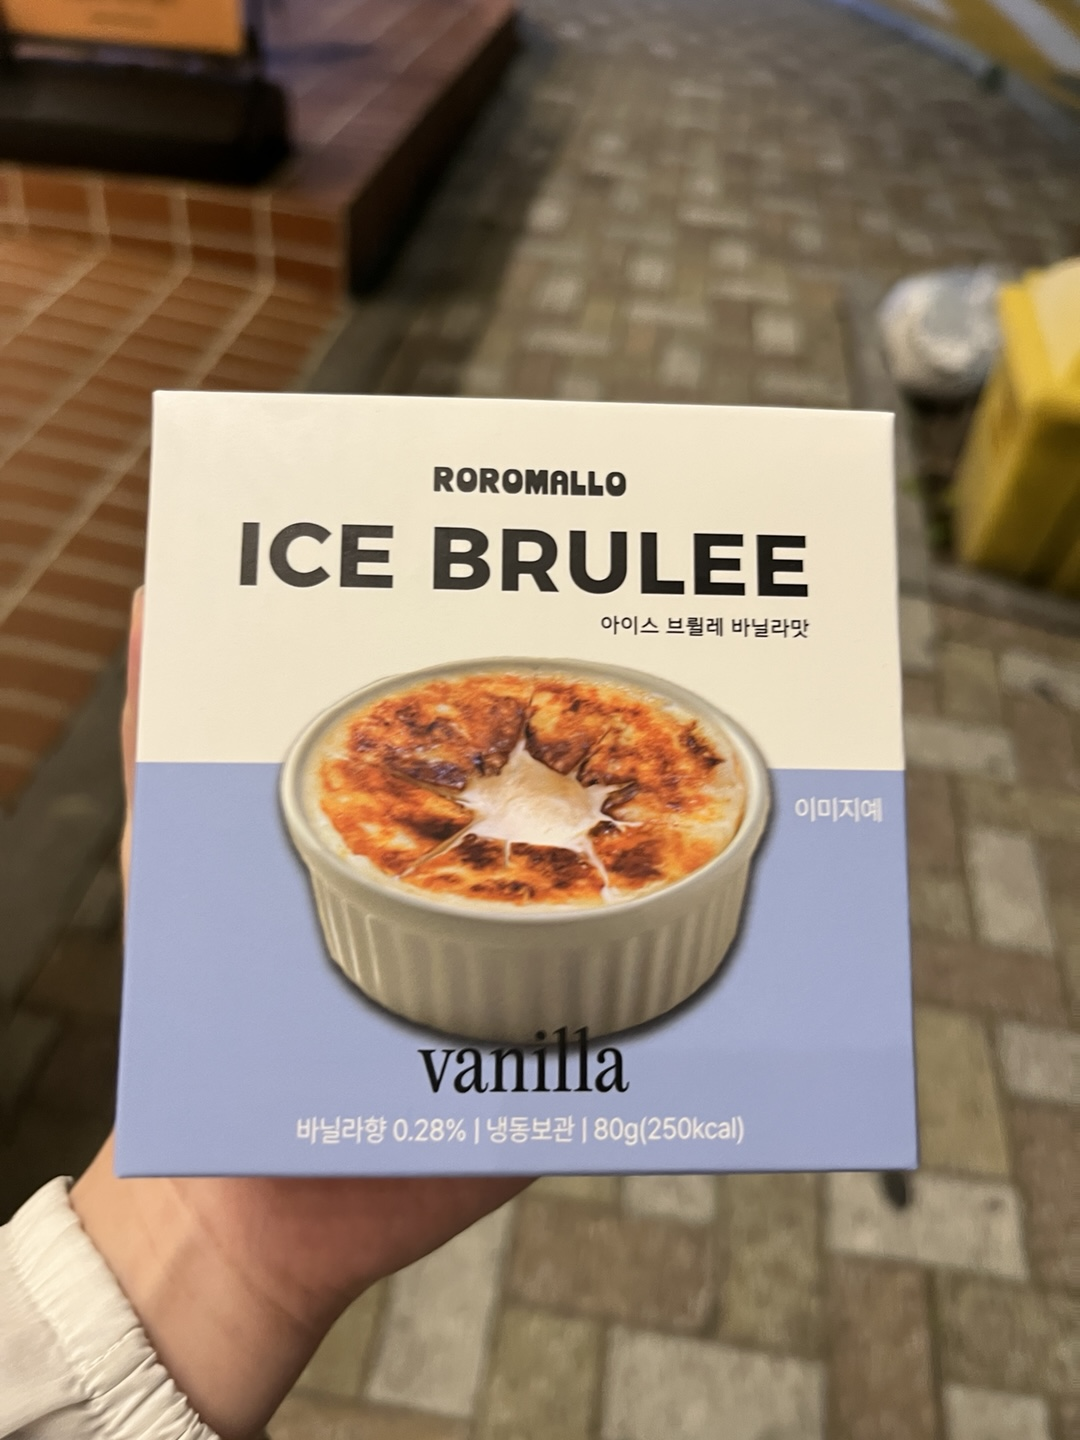 ROROMALLO
ICE BRULEE
아이스 브륄레 바닐라맛
이미지예
vanilla
바닐라향 0.28% | 냉동보관 | 80g(250kcal)